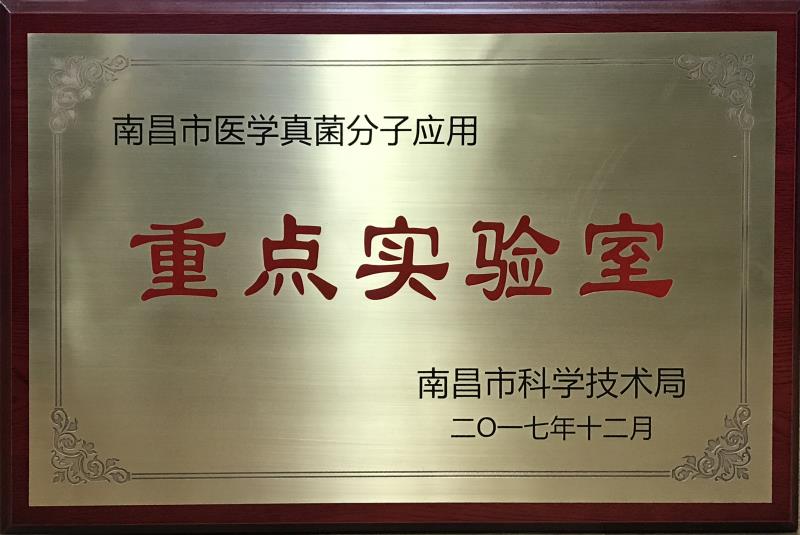 南昌市医学真菌分子应用
重点实验室
南昌市科学技术局
二O一七年十二月